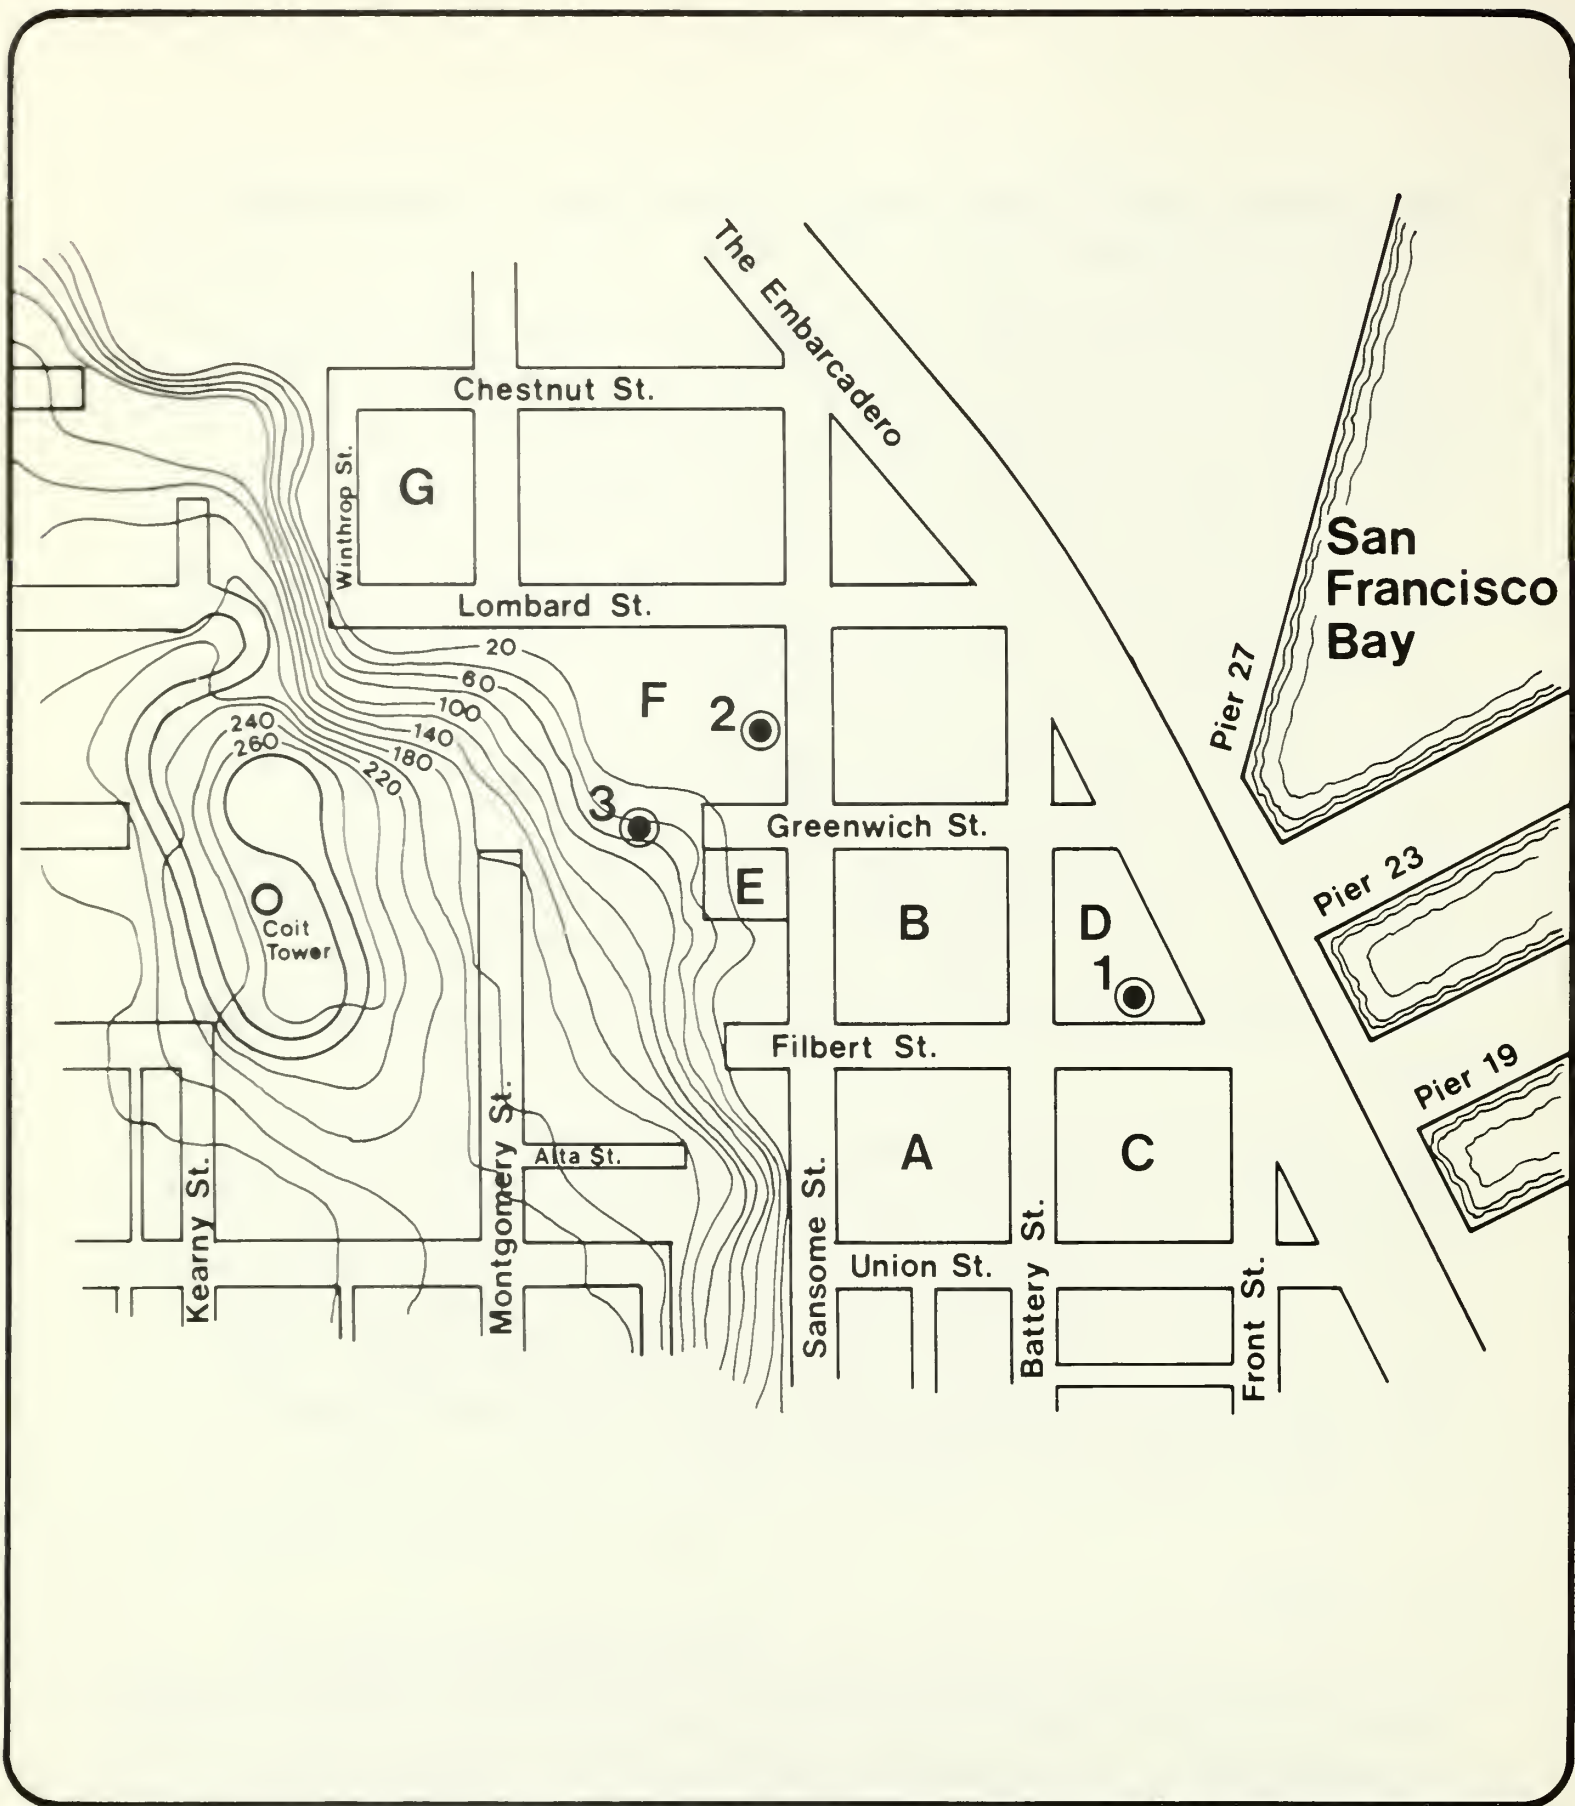 The Embarcadero
Chestnut St.
Winthrop St.
G
San
Francisco
Bay
Lombard St.
20
60
100
140
180
220
240
260
F
2
Pier 27
3
Greenwich St.
E
B
D
1
Pier 23
Coit
Tower
Filbert St.
Pier 19
Alta St.
A
C
Kearny St.
Montgomery St.
Sansome St.
Union St.
Battery St.
Front St.